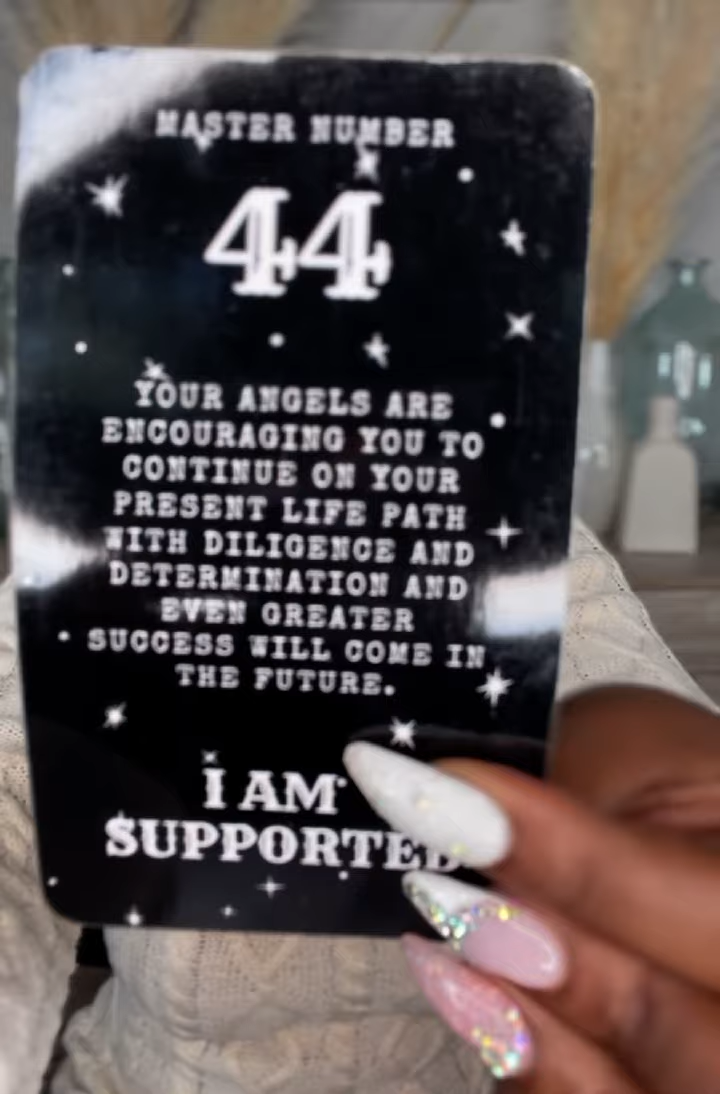 MASTER NUMBER
44
YOUR ANGELS ARE
ENCOURAGING YOU TO
CONTINUE ON YOUR
PRESENT LIFE PATH
WITH DILIGENCE AND
DETERMINATION AND
EVEN GREATER
SUCCESS WILL COME IN
THE FUTURE.
I AM
SUPPORTED